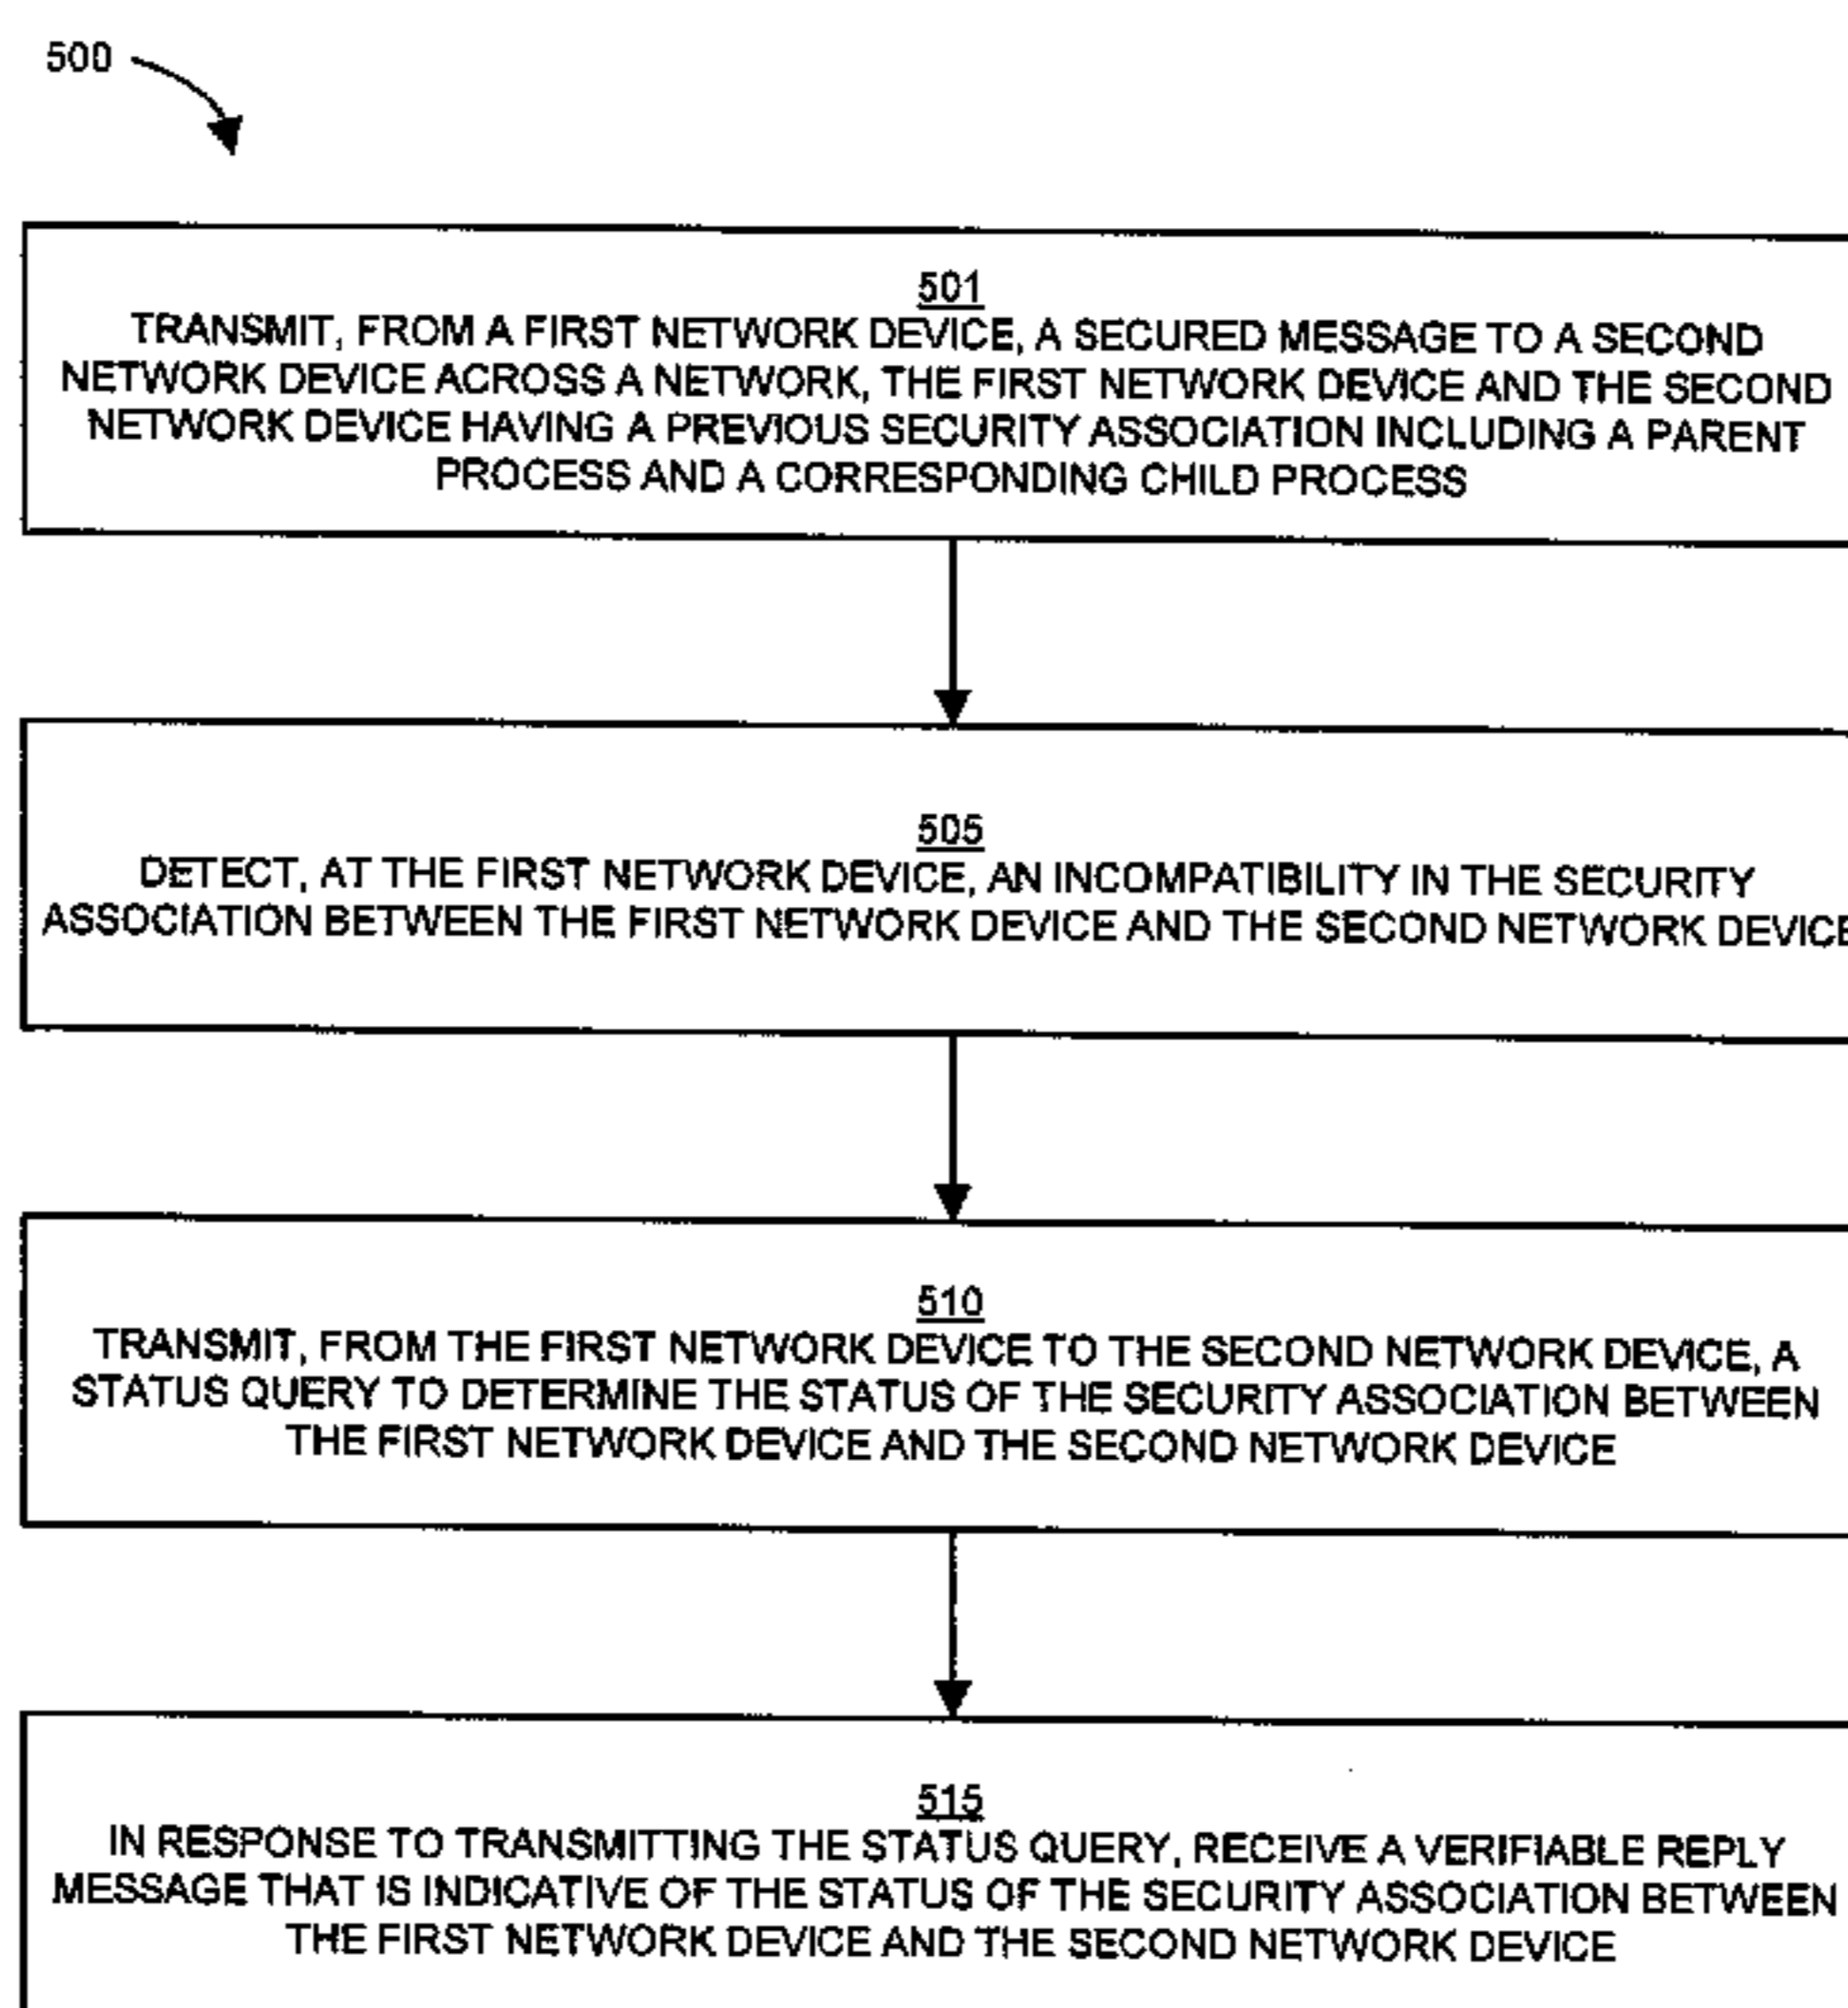 500
501
TRANSMIT, FROM A FIRST NETWORK DEVICE, A SECURED MESSAGE TO A SECOND
NETWORK DEVICE ACROSS A NETWORK, THE FIRST NETWORK DEVICE AND THE SECOND
NETWORK DEVICE HAVING A PREVIOUS SECURITY ASSOCIATION INCLUDING A PARENT
PROCESS AND A CORRESPONDING CHILD PROCESS
505
DETECT, AT THE FIRST NETWORK DEVICE, AN INCOMPATIBILITY IN THE SECURITY
ASSOCIATION BETWEEN THE FIRST NETWORK DEVICE AND THE SECOND NETWORK DEVICE
510
TRANSMIT, FROM THE FIRST NETWORK DEVICE TO THE SECOND NETWORK DEVICE, A
STATUS QUERY TO DETERMINE THE STATUS OF THE SECURITY ASSOCIATION BETWEEN
THE FIRST NETWORK DEVICE AND THE SECOND NETWORK DEVICE
515
IN RESPONSE TO TRANSMITTING THE STATUS QUERY, RECEIVE A VERIFIABLE REPLY
MESSAGE THAT IS INDICATIVE OF THE STATUS OF THE SECURITY ASSOCIATION BETWEEN
THE FIRST NETWORK DEVICE AND THE SECOND NETWORK DEVICE